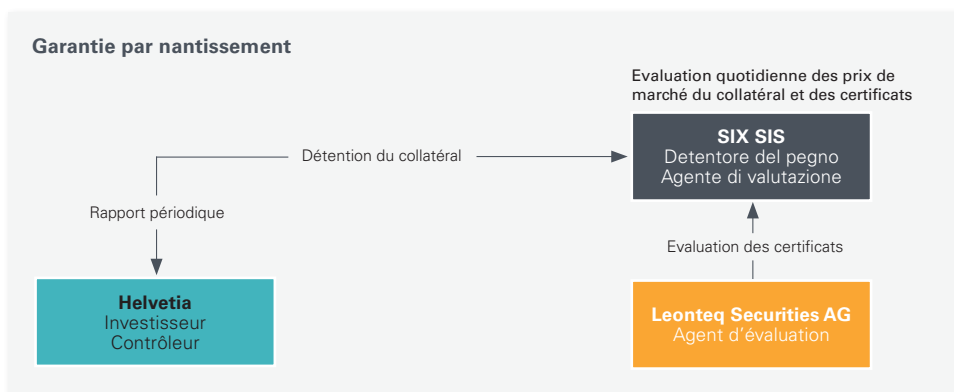 Garantie par nantissement
Evaluation quotidienne des prix de
marché du collatéral et des certificats
SIX SIS
Detentore del pegno
Agente di valutazione
Détention du collatéral
Rapport périodique
Evaluation des certificats
Helvetia
Investisseur
Contrôleur
Leonteq Securities AG
Agent d’évaluation